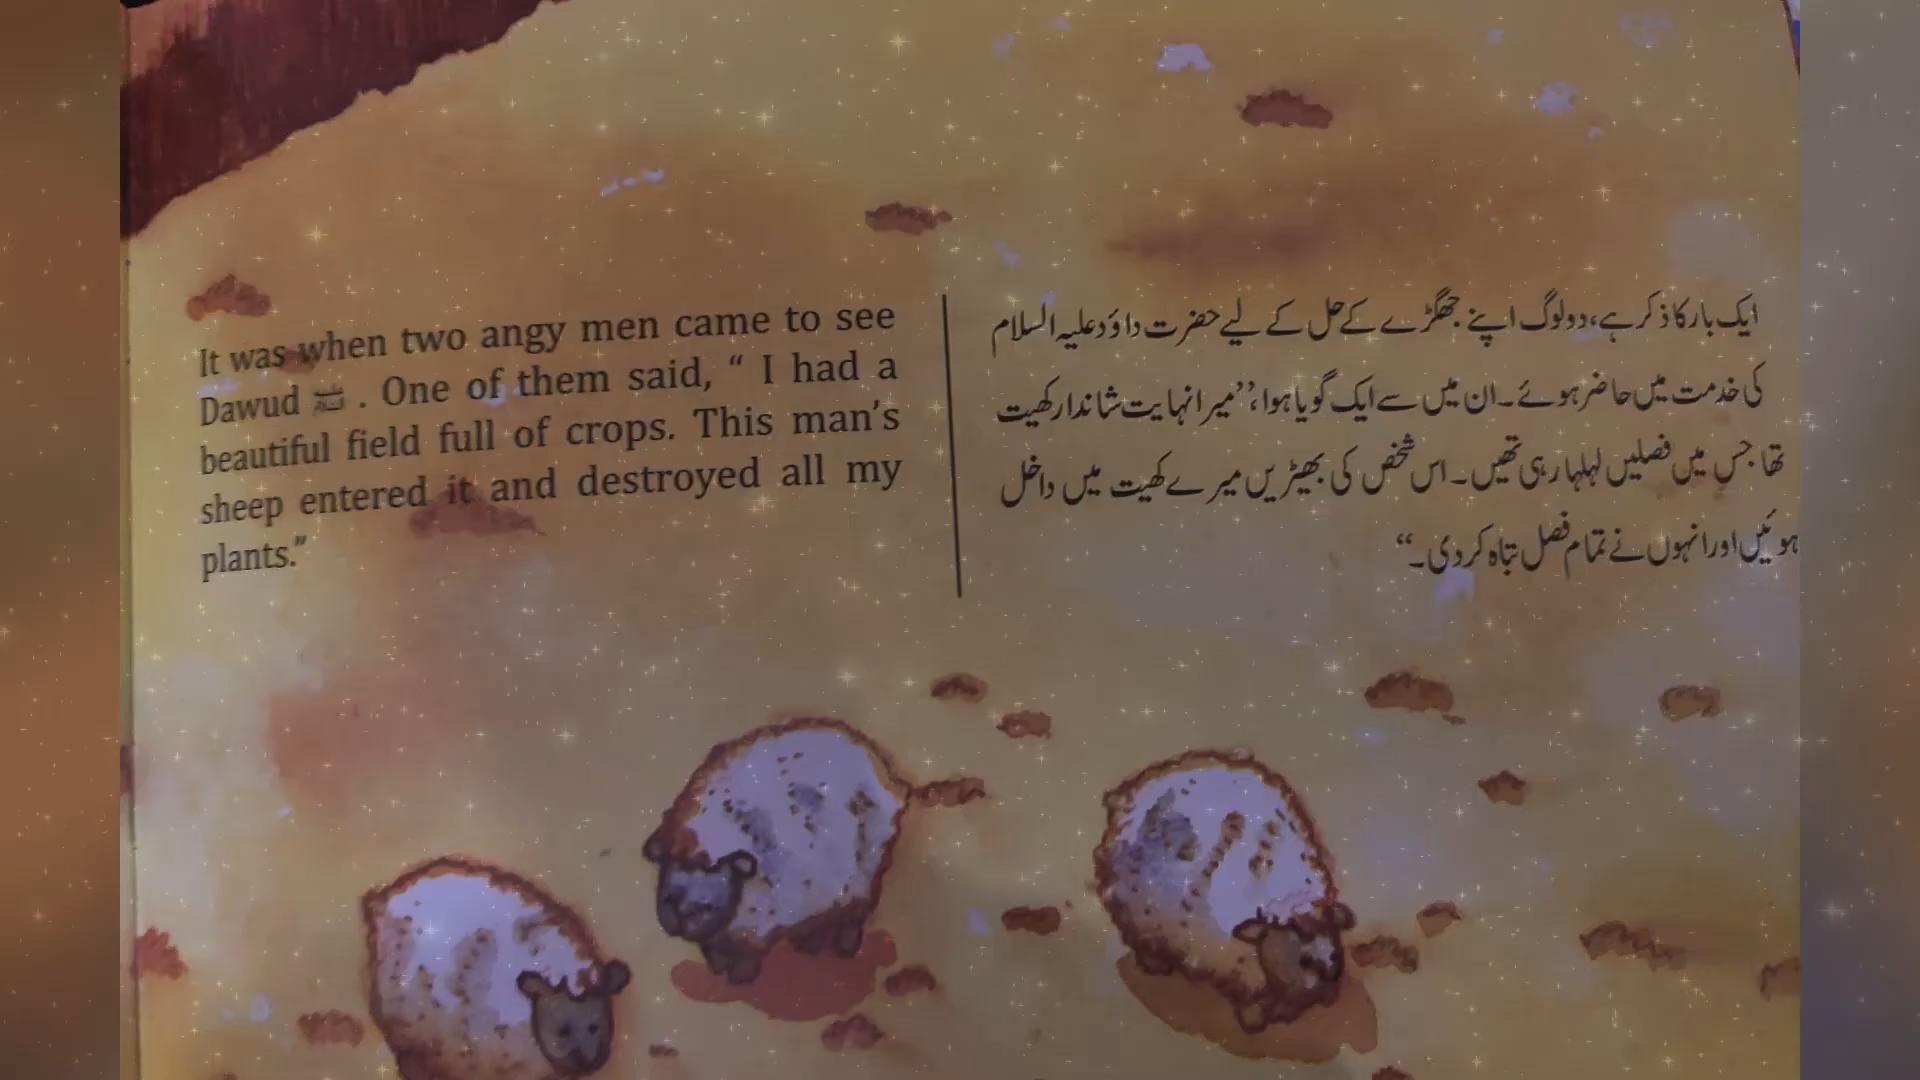 It was when two angy men came to see
Dawud . One of them said, “ I had a
beautiful field full of crops. This man’s
sheep entered it and destroyed all my
plants.”
ایک بار کا ذکر ہے، دو لوگ اپنے جھگڑے کے حل کے لیے حضرت داؤد علیہ السلام
کی خدمت میں حاضر ہوئے۔ ان میں سے ایک گویا ہوا، ’’میرا نہایت شاندار کھیت
تھا جس میں فصلیں لہلہا رہی تھیں۔ اس شخص کی بھیڑیں میرے کھیت میں داخل
ہوئیں اور انہوں نے تمام فصل تباہ کر دی۔‘‘